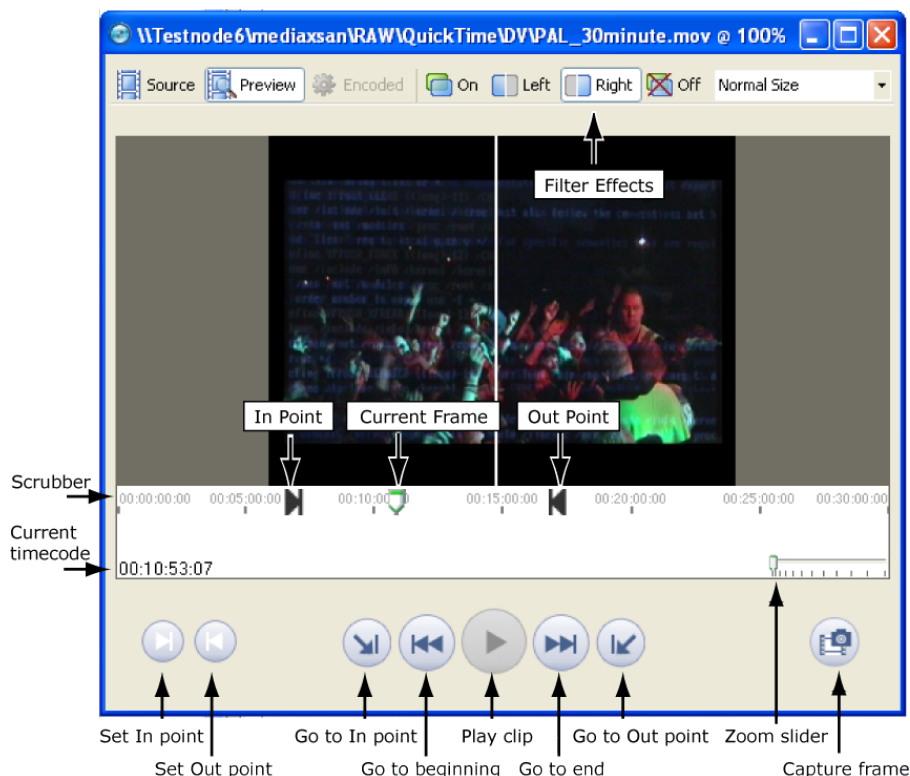 \\Testnode6\mediaxsan\RAW\QuickTime\DV\PAL_30minute.mov @ 100%
Source Preview Encoded On Left Right Off Normal Size
Filter Effects
In Point Current Frame Out Point
Scrubber
00:00:00:00 00:05:00:00 00:15:00:00 00:20:00:00 00:25:00:00 00:30:00:00
Current
timecode
00:10:53:07
Set In point Go to In point Play clip Go to Out point Zoom slider
Set Out point Go to beginning Go to end Capture frame